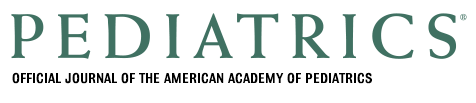 PEDIATRICS®
OFFICIAL JOURNAL OF THE AMERICAN ACADEMY OF PEDIATRICS